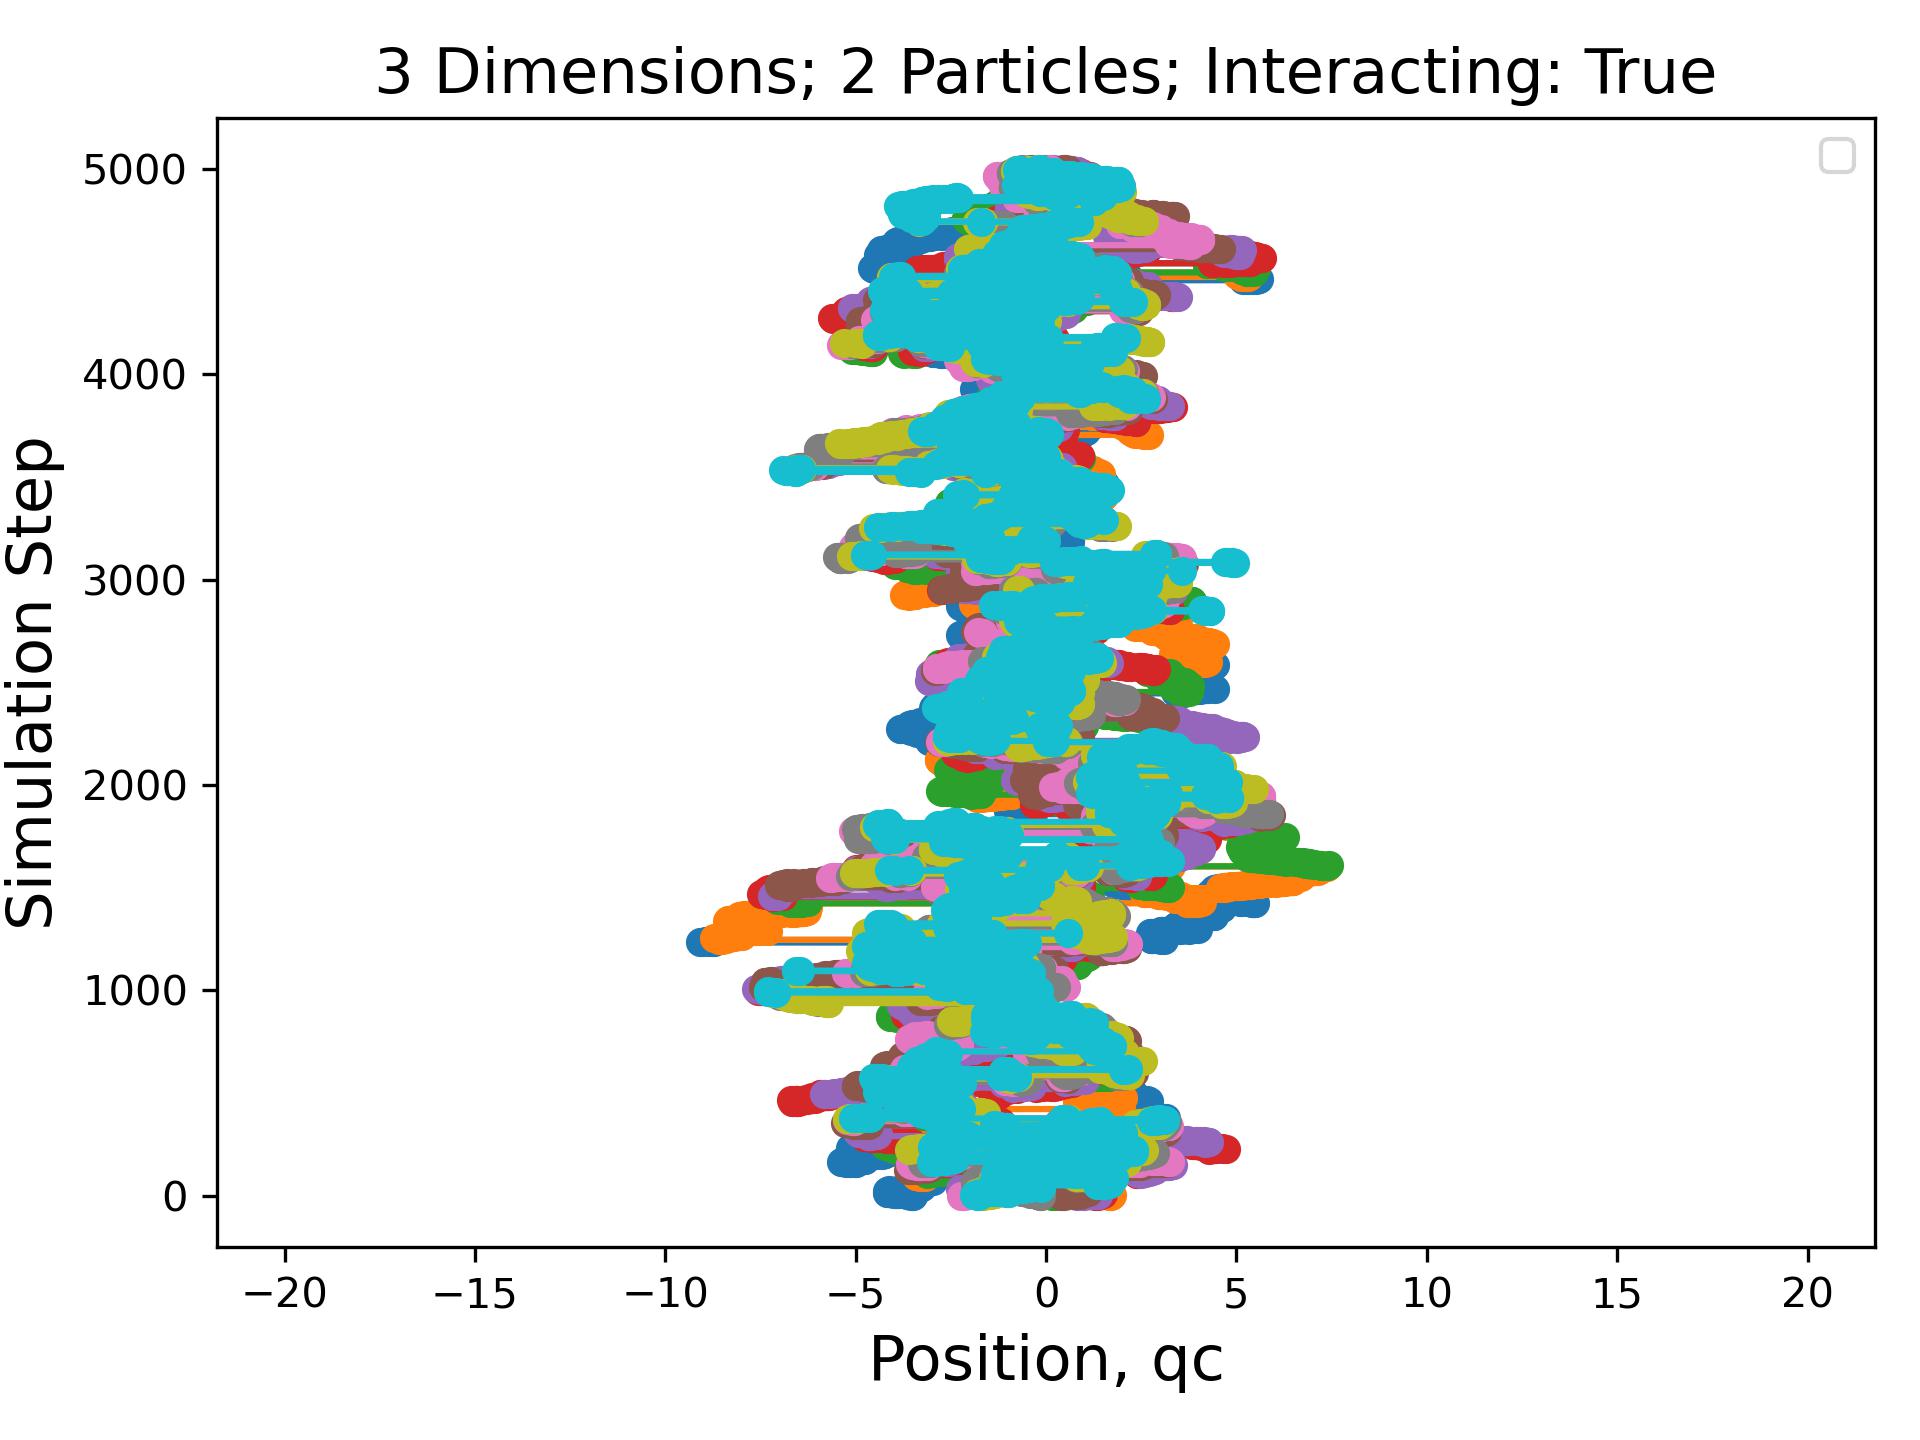 3 Dimensions; 2 Particles; Interacting: True
Simulation Step
5000
4000
3000
2000
1000
0
−20 −15 −10 −5 0 5 10 15 20
Position, qc